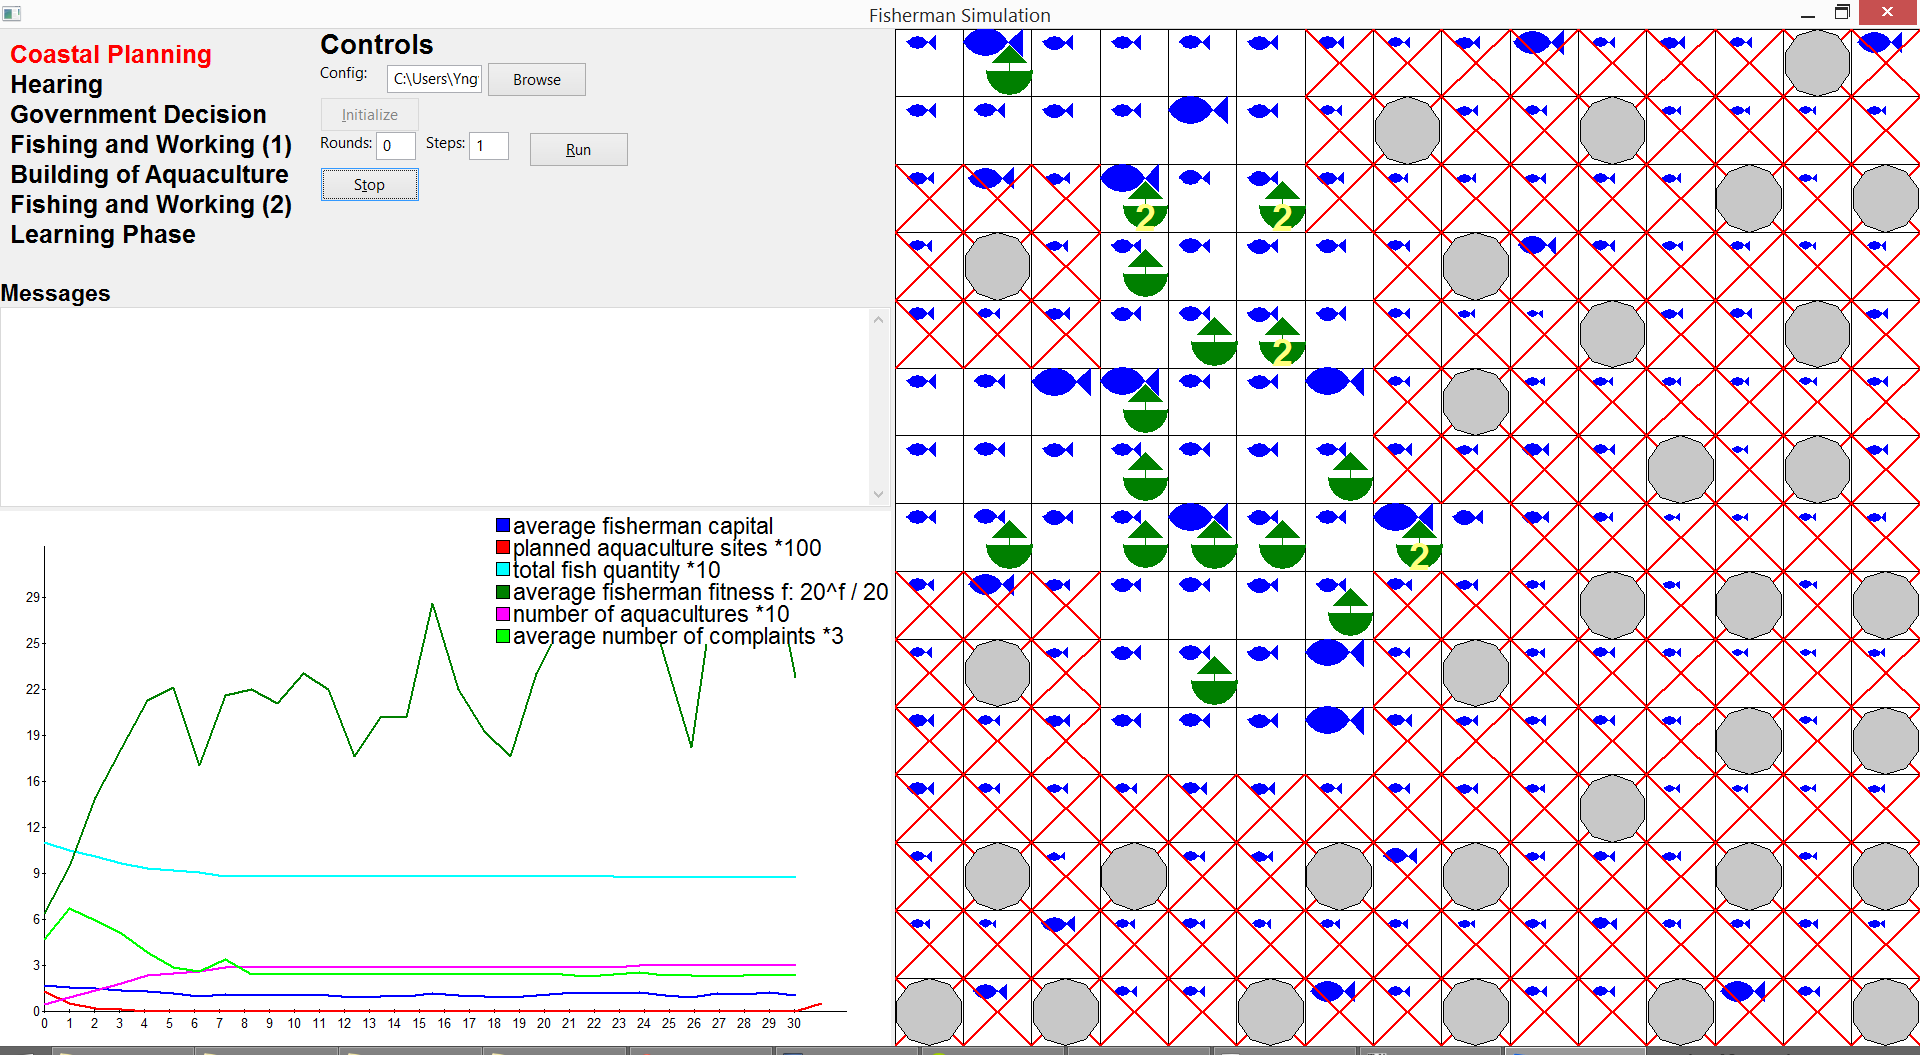 Fisherman Simulation
Coastal Planning
Hearing
Government Decision
Fishing and Working (1)
Building of Aquaculture
Fishing and Working (2)
Learning Phase
Controls
Config: C:\Users\Yng Browse
Initialize
Rounds: 0 Steps: 1 Run
Stop
Messages
average fisherman capital
planned aquaculture sites *100
total fish quantity *10
average fisherman fitness f: 20^f / 20
number of aquacultures *10
average number of complaints *3
29
25
22
19
16
12
9
6
3
0
0 1 2 3 4 5 6 7 8 9 10 11 12 13 14 15 16 17 18 19 20 21 22 23 24 25 26 27 28 29 30
2 2
2
2